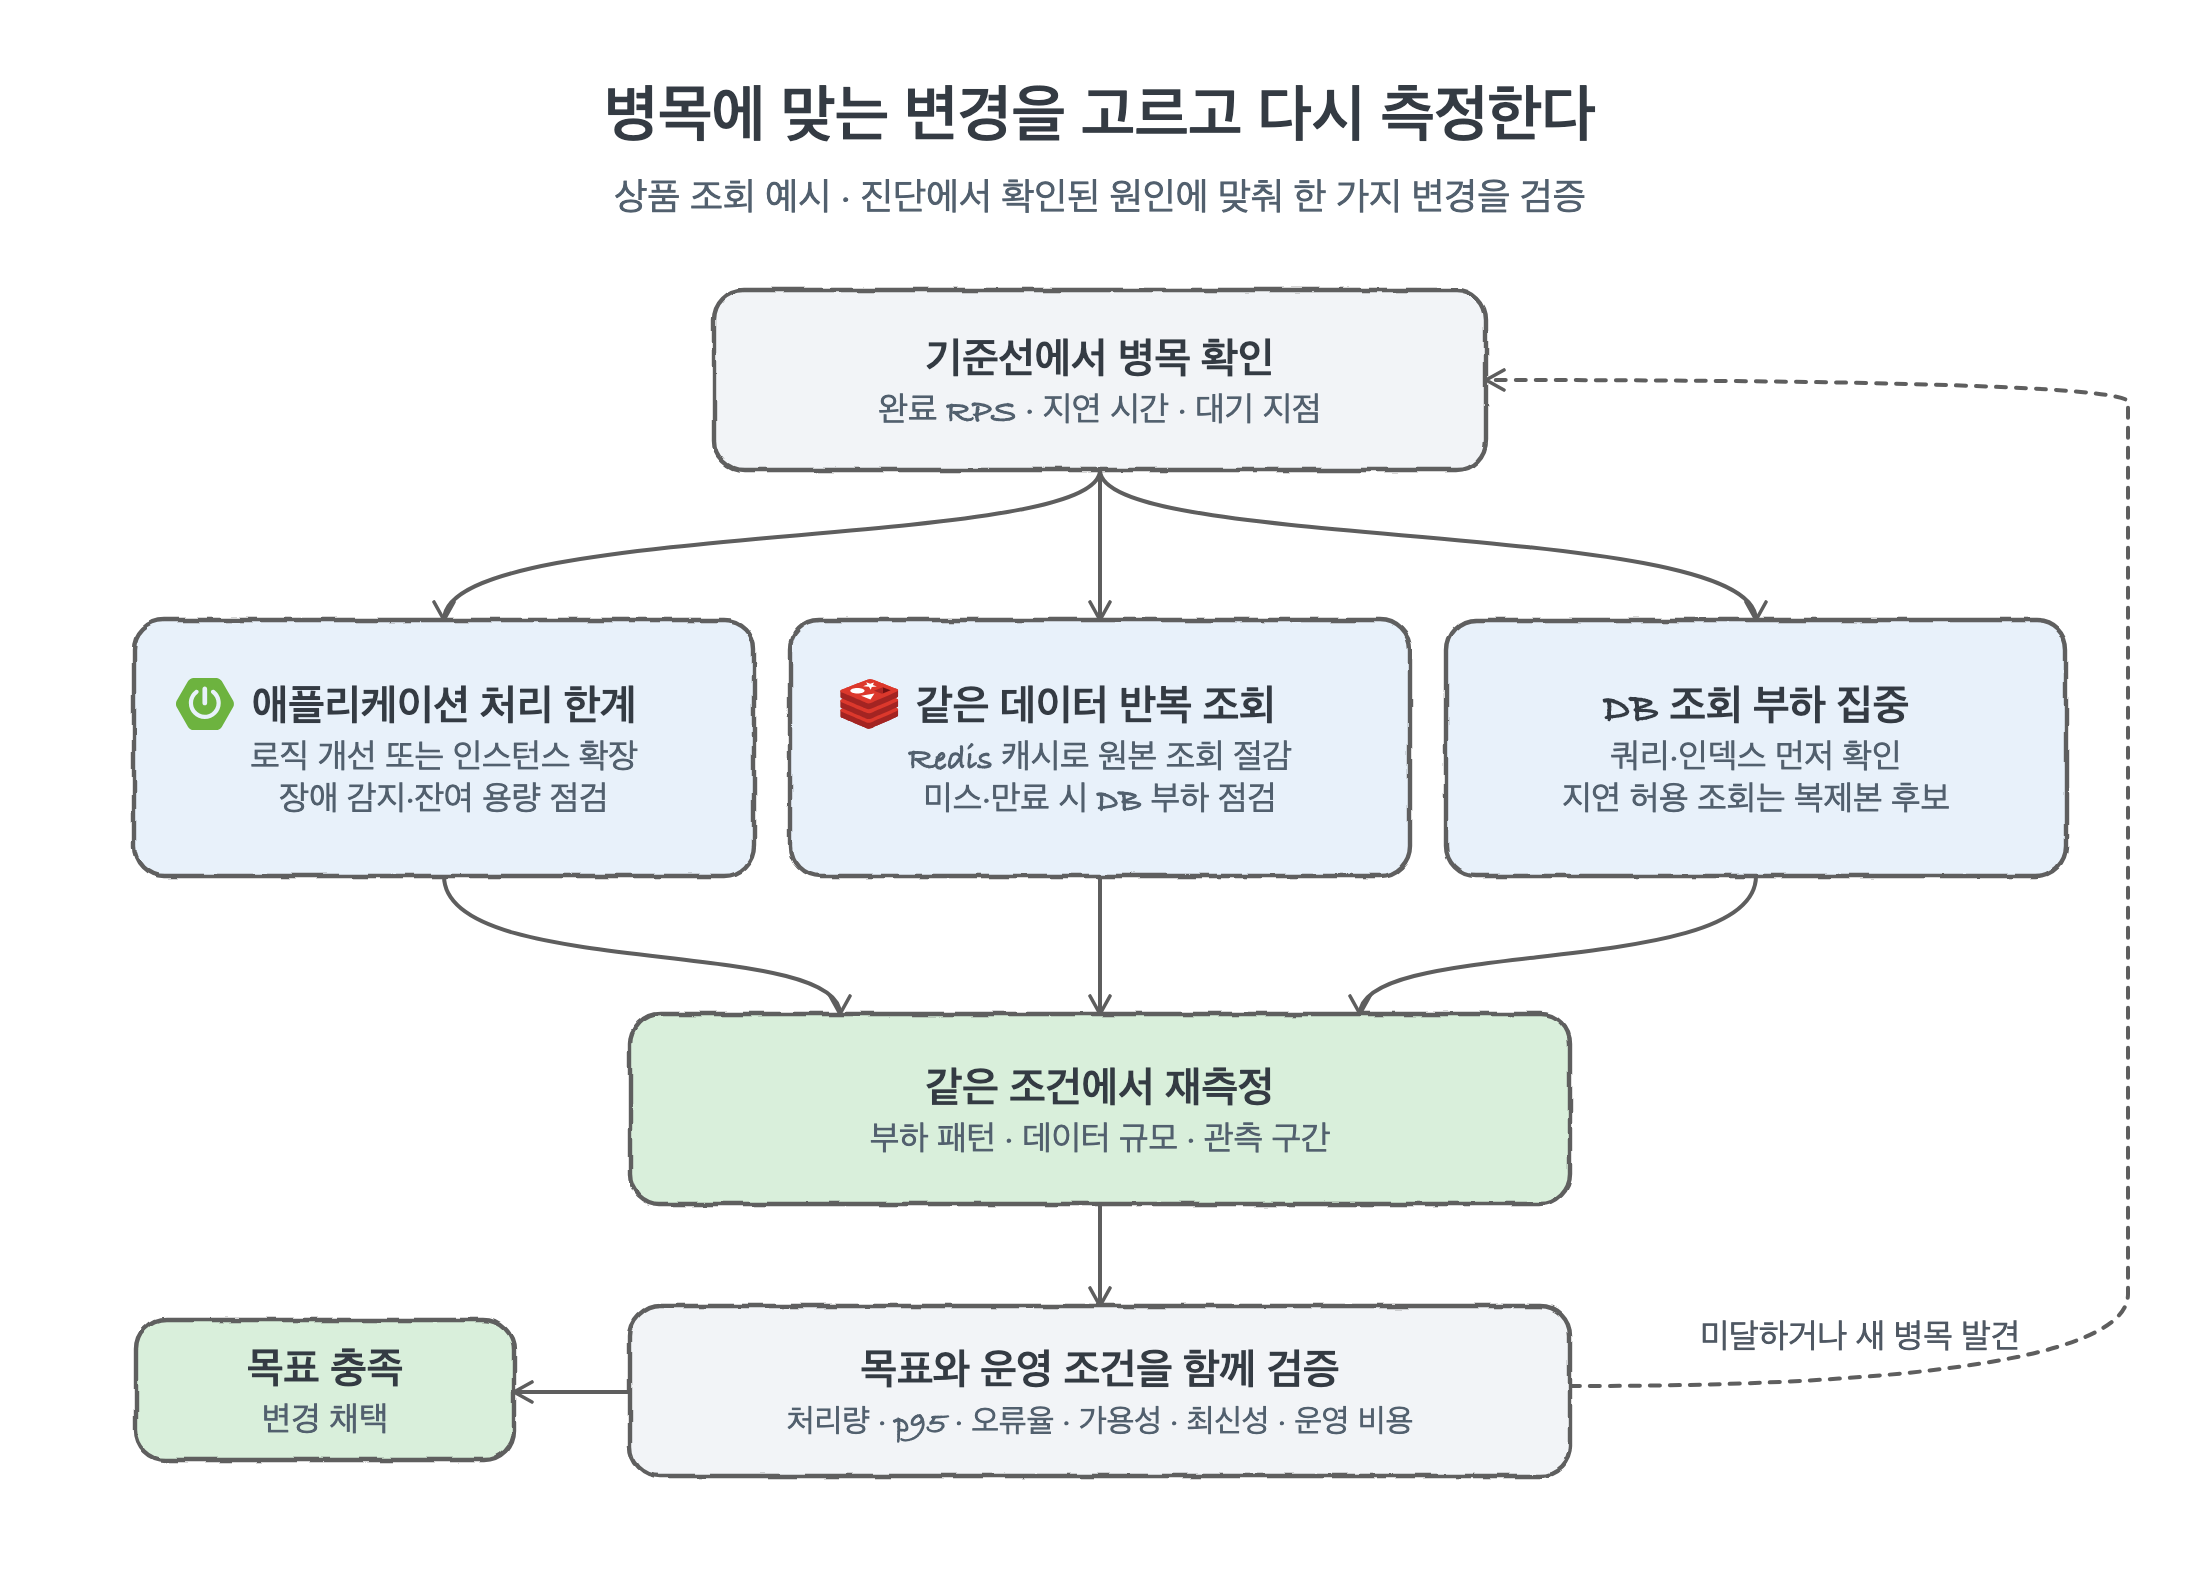 병목에 맞는 변경을 고르고 다시 측정한다
상품 조회 예시 · 진단에서 확인된 원인에 맞춰 한 가지 변경을 검증
기준선에서 병목 확인
완료 RPS · 지연 시간 · 대기 지점
애플리케이션 처리 한계
로직 개선 또는 인스턴스 확장
장애 감지·잔여 용량 점검
같은 데이터 반복 조회
Redis 캐시로 원본 조회 절감
미스·만료 시 DB 부하 점검
DB 조회 부하 집중
쿼리·인덱스 먼저 확인
지연 허용 조회는 복제본 후보
같은 조건에서 재측정
부하 패턴 · 데이터 규모 · 관측 구간
목표 충족
변경 채택
목표와 운영 조건을 함께 검증
처리량 · p95 · 오류율 · 가용성 · 최신성 · 운영 비용
미달하거나 새 병목 발견